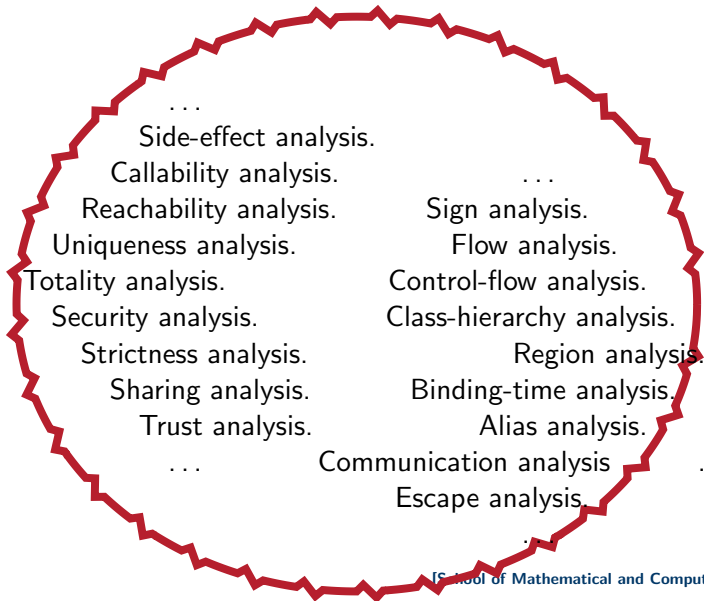 . . .
Side-effect analysis.
Callability analysis.
Reachability analysis.
Uniqueness analysis.
Totality analysis.
Security analysis.
Strictness analysis.
Sharing analysis.
Trust analysis.
. . .
. . .
Sign analysis.
Flow analysis.
Control-flow analysis.
Class-hierarchy analysis.
Region analysis.
Binding-time analysis.
Alias analysis.
Communication analysis .
Escape analysis.
. . .
[School of Mathematical and Comput